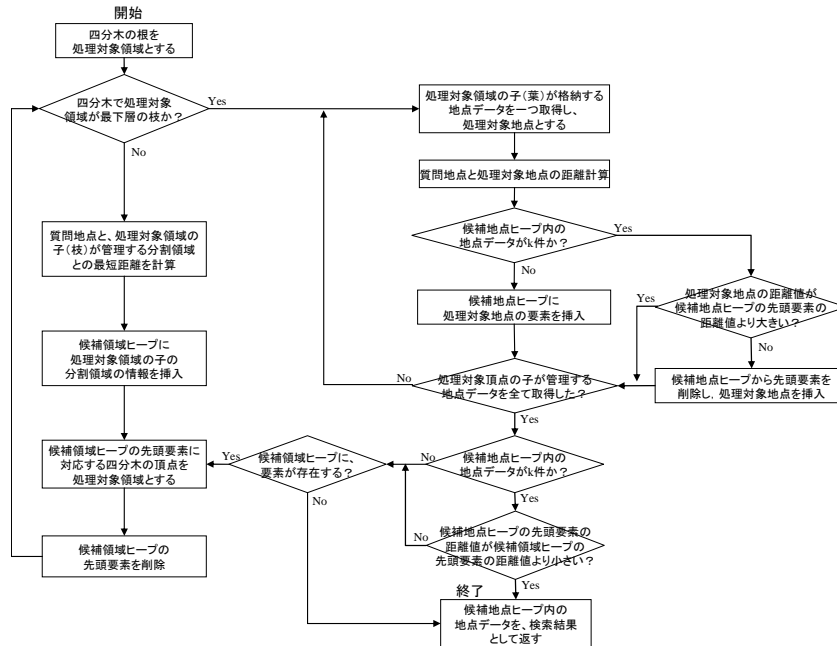 開始
四分木の根を
処理対象領域とする
四分木で処理対象
領域が最下層の枝か？
Yes
No
質問地点と、処理対象領域の
子（枝）が管理する分割領域
との最短距離を計算
候補領域ヒープに
処理対象領域の子の
分割領域の情報を挿入
候補領域ヒープの先頭要素に
対応する四分木の頂点を
処理対象領域とする
候補領域ヒープの
先頭要素を削除
処理対象領域の子（葉）が格納する
地点データを一つ取得し、
処理対象地点とする
質問地点と処理対象地点の距離計算
候補地点ヒープ内の
地点データがk件か？
Yes
No
候補地点ヒープに
処理対象地点の要素を挿入
処理対象地点の距離値が
候補地点ヒープの先頭要素の
距離値より大きい？
Yes
No
候補地点ヒープから先頭要素を
削除し，処理対象地点を挿入
処理対象頂点の子が管理する
地点データを全て取得した？
No
Yes
候補地点ヒープ内の
地点データがk件か？
No
Yes
候補領域ヒープに、
要素が存在する？
Yes
No
候補地点ヒープの先頭要素の
距離値が候補領域ヒープの
先頭要素の距離値より小さい？
No
Yes
終了
候補地点ヒープ内の
地点データを、検索結果
として返す